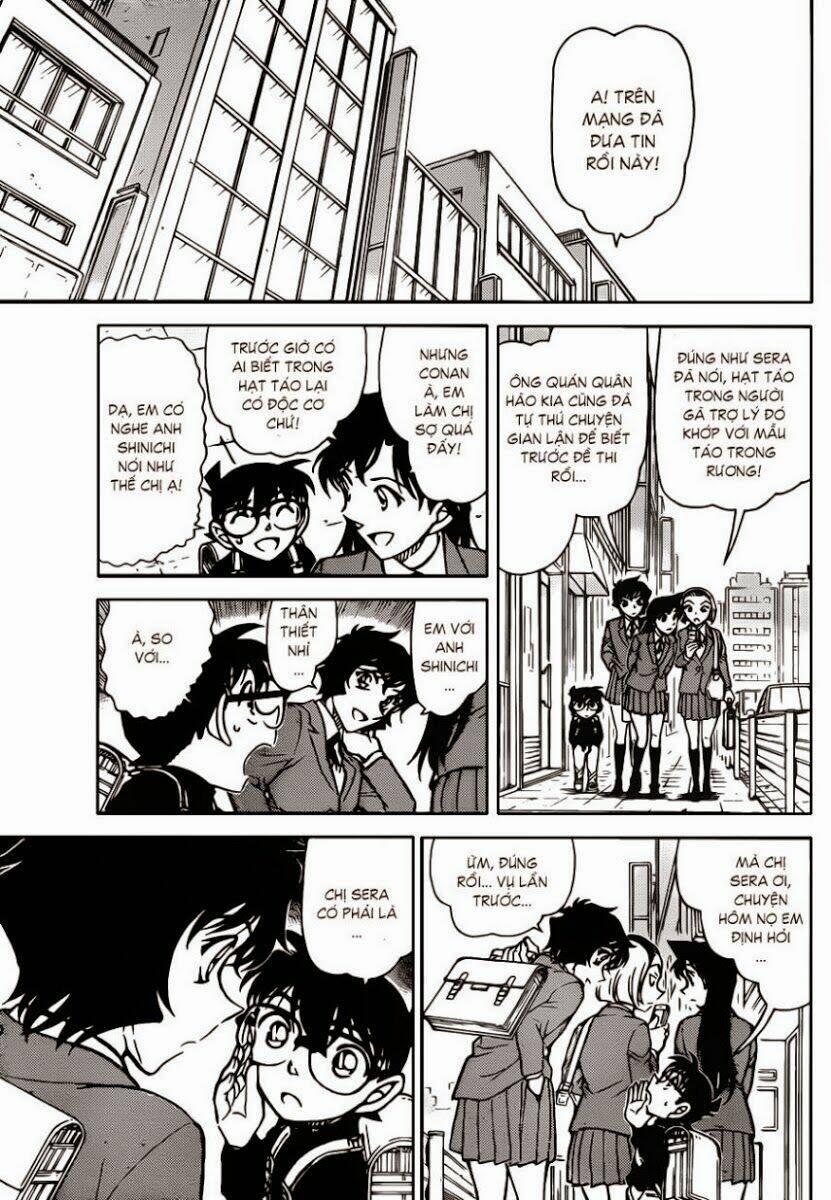 A! TRÊN
MẠNG ĐÃ
ĐƯA TIN
RỒI NÀY!
ĐÚNG NHƯ SERA
ĐÃ NÓI, HẠT TÁO
TRONG NGƯỜI
GÃ TRỢ LÝ ĐÓ
KHỚP VỚI MẪU
TÁO TRONG
RƯƠNG!
ÔNG QUÁN QUÂN
HẢO KIA CŨNG ĐÃ
TỰ THÚ CHUYỆN
GIAN LẬN ĐỂ BIẾT
TRƯỚC ĐỀ THI
RỒI...
NHƯNG
CONAN
À, EM
LÀM CHỊ
SỢ QUÁ
ĐẤY!
TRƯỚC GIỜ CÓ
AI BIẾT TRONG
HẠT TÁO LẠI
CÓ ĐỘC CƠ
CHỨ!
DẠ, EM CÓ
NGHE ANH
SHINICHI
NÓI NHƯ
THẾ CHỊ Ạ!
EM VỚI
ANH
SHINICHI
...
THÂN
THIẾT
NHỈ
...
À, SO
VỚI...
MÀ CHỊ
SERA ƠI,
CHUYỆN
HÔM NỌ EM
ĐỊNH HỎI
...
ỪM, ĐÚNG
RỒI... VỤ LẦN
TRƯỚC...
CHỊ SERA
CÓ PHẢI LÀ
...